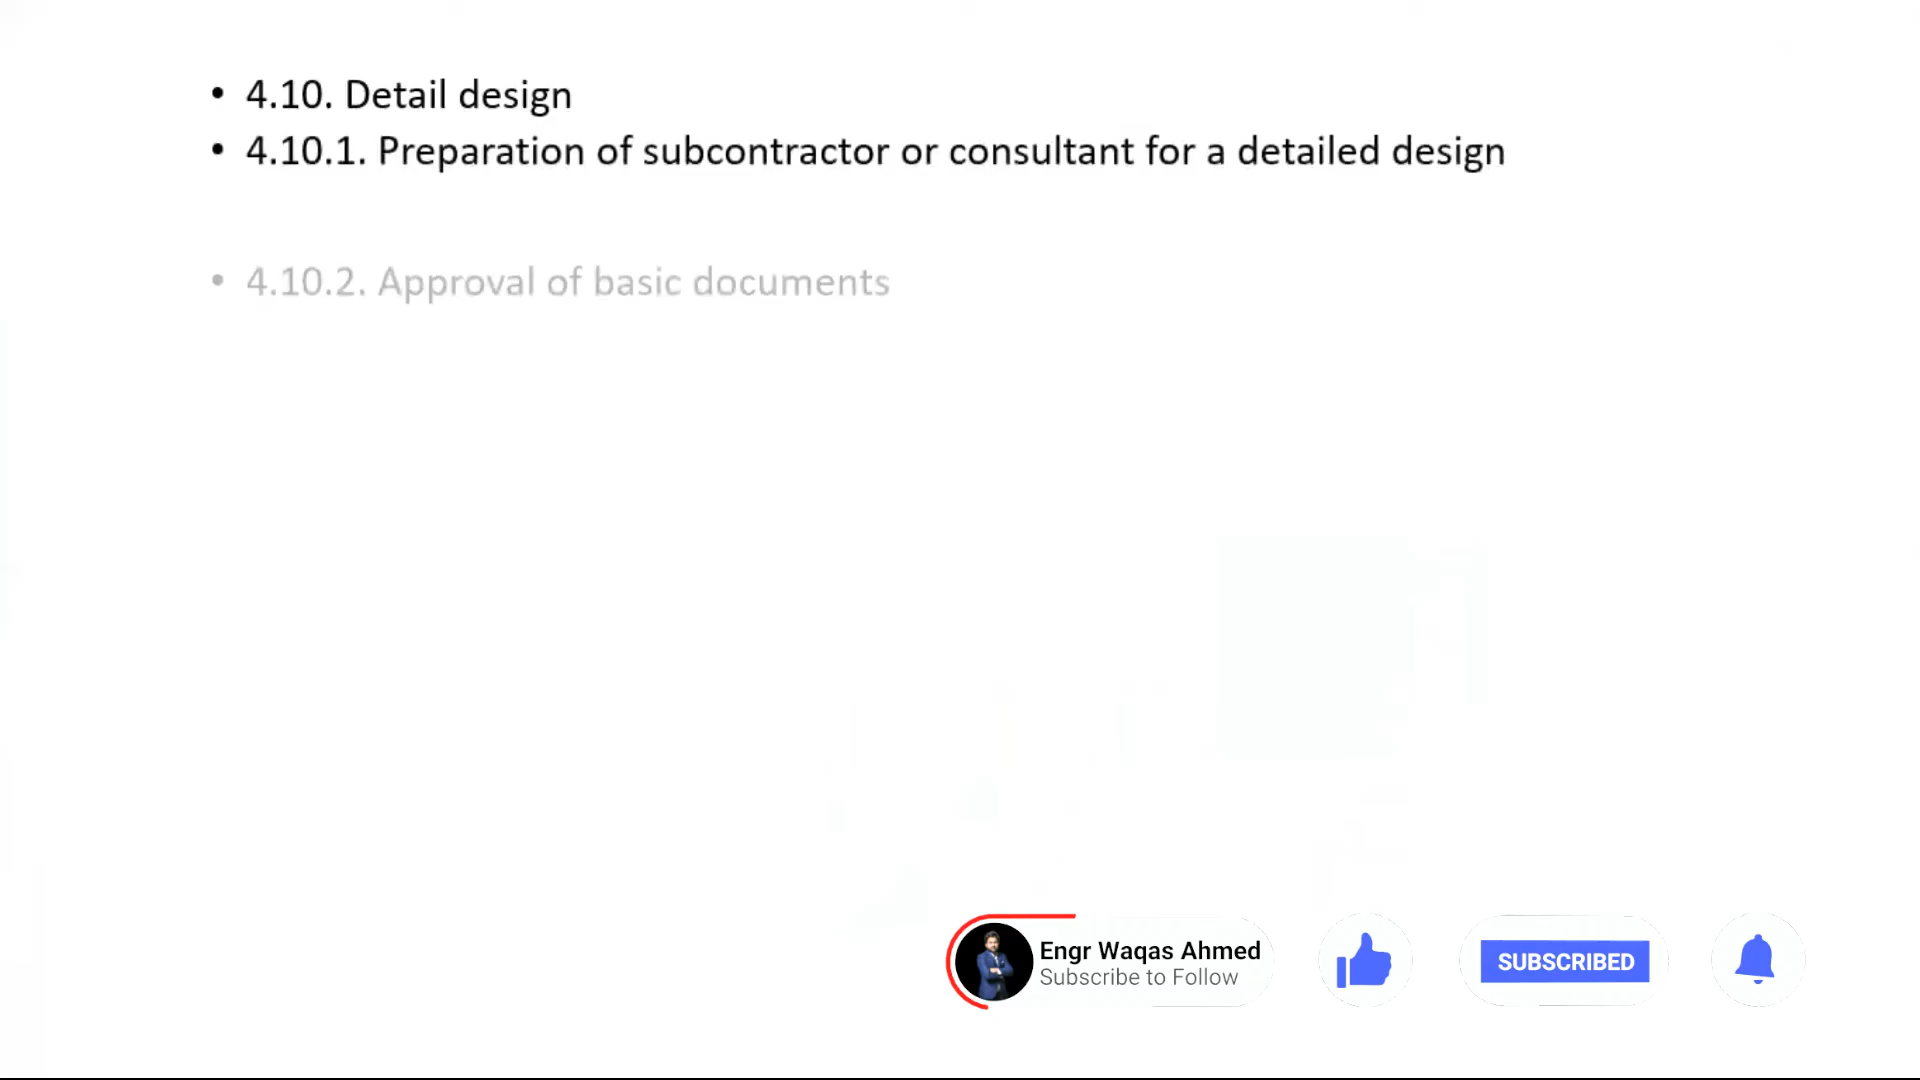 • 4.10. Detail design
• 4.10.1. Preparation of subcontractor or consultant for a detailed design
• 4.10.2. Approval of basic documents
Engr Waqas Ahmed
Subscribe to Follow
SUBSCRIBED